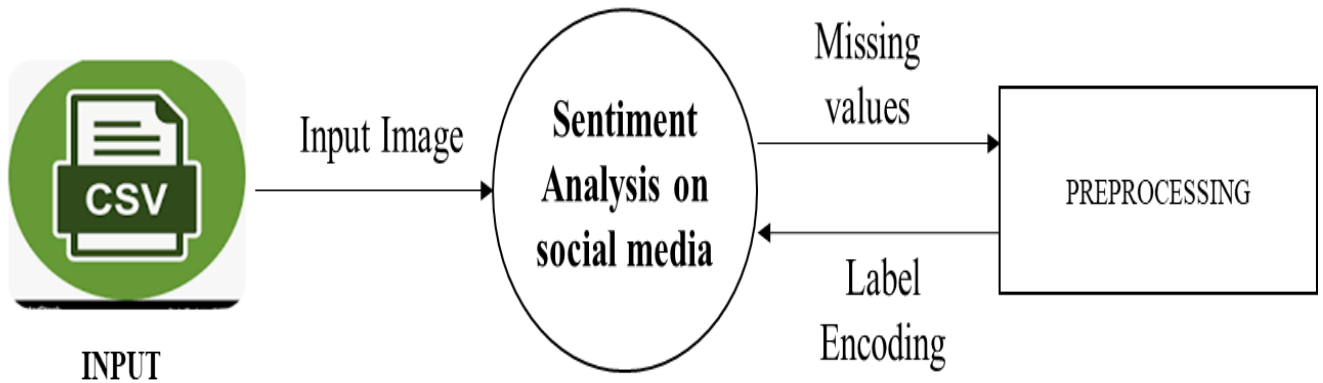 CSV
INPUT
Input Image
Sentiment
Analysis on
social media
Missing
values
Label
Encoding
PREPROCESSING